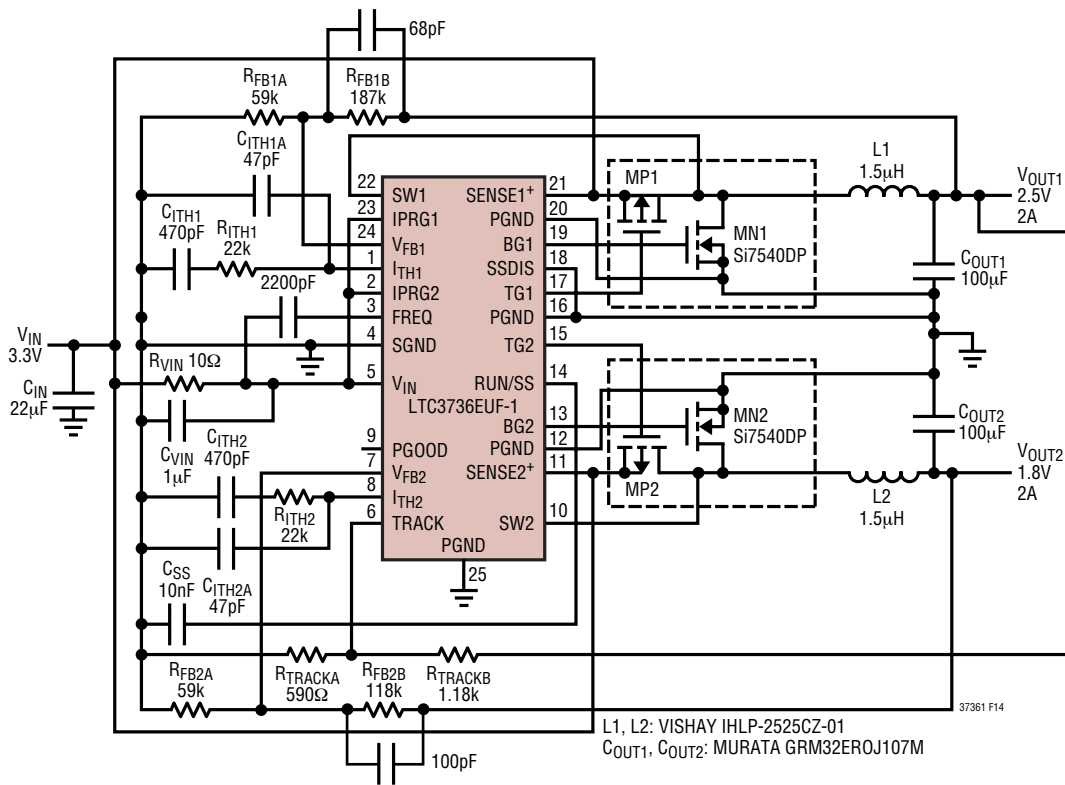 68pF
RFB1A
59k
RFB1B
187k
CITH1A
47pF
CITH1
470pF
RITH1
22k
2200pF
VIN
3.3V
CIN
22µF
RVIN 10Ω
CVIN
1µF
CITH2
470pF
RITH2
22k
CITH2A
47pF
CSS
10nF
RFB2A
59k
RTRACKA
590Ω
RFB2B
118k
RTRACKB
1.18k
100pF
22 SW1
23 IPRG1
24 VFB1
1 ITH1
2 IPRG2
3 FREQ
4 SGND
5 VIN
LTC3736EUF-1
9 PGOOD
7 VFB2
8 ITH2
6 TRACK
PGND
25
SENSE1+ 21
PGND 20
BG1 19
SSDIS 18
TG1 17
PGND 16
TG2 15
RUN/SS 14
BG2 13
PGND 12
SENSE2+ 11
SW2 10
MP1
MN1
Si7540DP
MN2
Si7540DP
MP2
L1
1.5µH
VOUT1
2.5V
2A
COUT1
100µF
COUT2
100µF
VOUT2
1.8V
2A
L2
1.5µH
37361 F14
L1, L2: VISHAY IHLP-2525CZ-01
COUT1, COUT2: MURATA GRM32EROJ107M